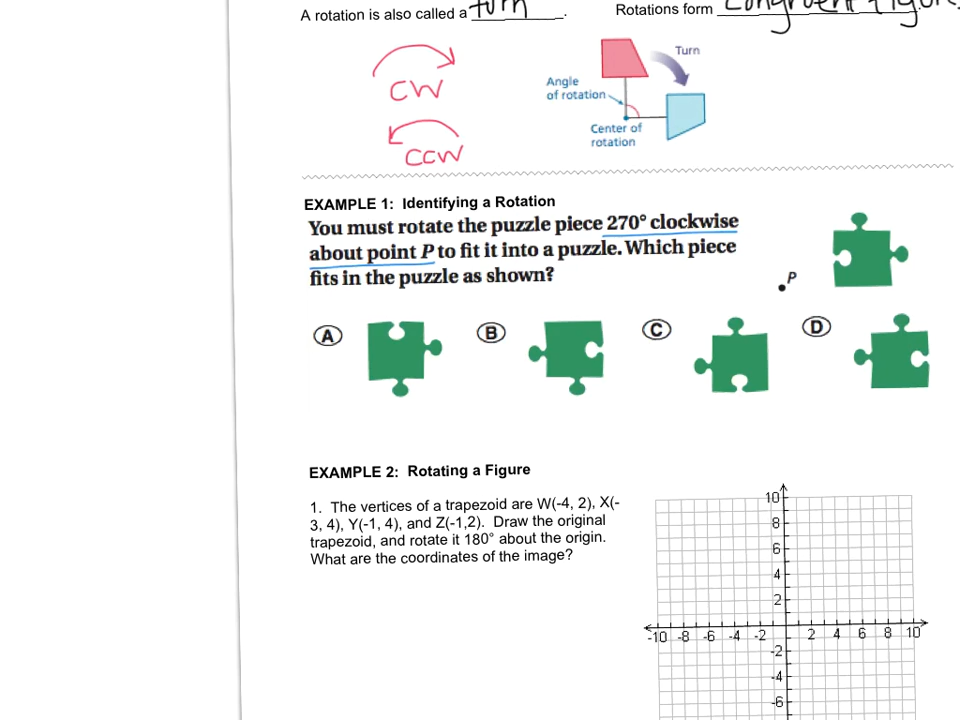 A rotation is also called a turn.
Rotations form congruent figur
CW
CCW
Turn
Angle
of rotation
Center of
rotation
EXAMPLE 1: Identifying a Rotation
You must rotate the puzzle piece 270° clockwise
about point P to fit it into a puzzle. Which piece
fits in the puzzle as shown?
P
A
B
C
D
EXAMPLE 2: Rotating a Figure
1. The vertices of a trapezoid are W(-4, 2), X(-
3, 4), Y(-1, 4), and Z(-1,2). Draw the original
trapezoid, and rotate it 180° about the origin.
What are the coordinates of the image?
10
8
6
4
2
-10 -8 -6 -4 -2 2 4 6 8 10
-2
-4
-6